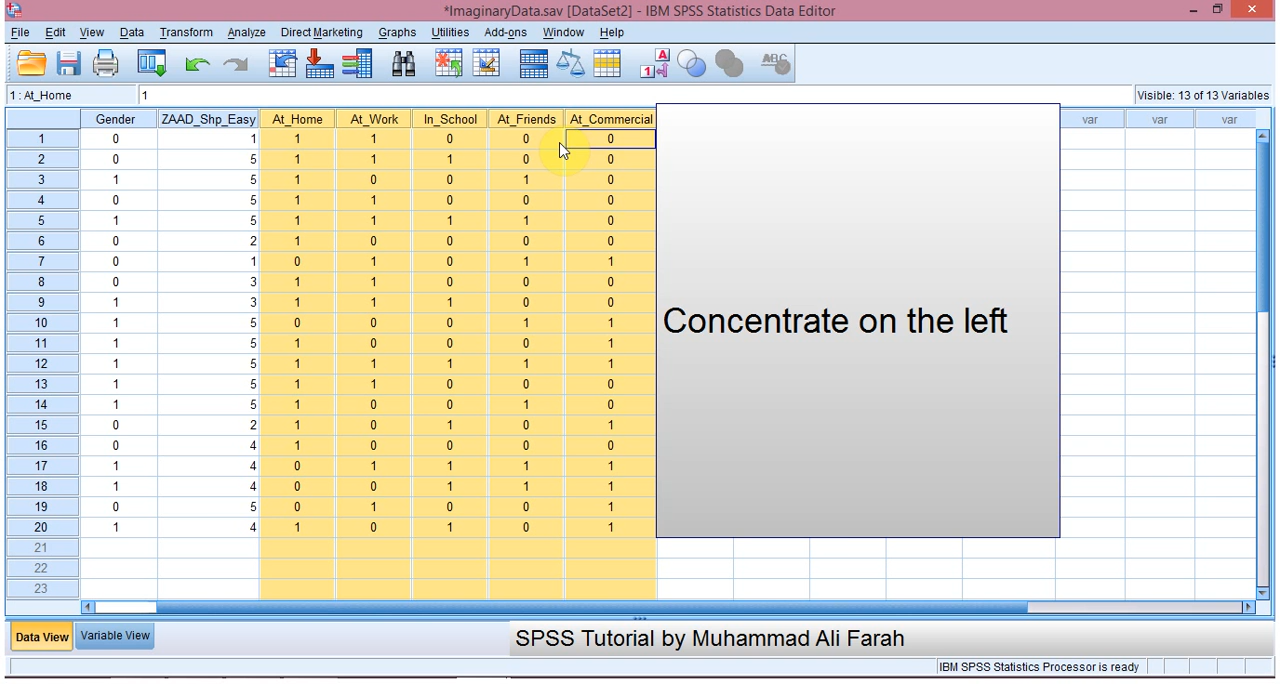 *ImaginaryData.sav [DataSet2] - IBM SPSS Statistics Data Editor
File Edit View Data Transform Analyze Direct Marketing Graphs Utilities Add-ons Window Help
1 A
ABC
1 : At_Home 1 Visible: 13 of 13 Variables
Gender ZAAD_Shp_Easy At_Home At_Work In_School At_Friends At_Commercial var var var
1 0 1 1 1 0 0 0
2 0 5 1 1 1 0 0
3 1 5 1 0 0 1 0
4 0 5 1 1 0 0 0
5 1 5 1 1 1 1 0
6 0 2 1 0 0 0 0
7 0 1 0 1 0 1 1
8 0 3 1 1 0 0 0
9 1 3 1 1 1 0 0
10 1 5 0 0 0 1 1
Concentrate on the left
11 1 5 1 0 0 0 1
12 1 5 1 1 1 1 1
13 1 5 1 1 0 0 0
14 1 5 1 0 0 1 0
15 0 2 1 0 0 0 1
16 0 4 1 0 0 0 0
17 1 4 0 1 1 1 1
18 1 4 0 0 1 1 1
19 0 5 0 1 0 0 1
20 1 4 1 0 1 0 1
21
22
23
Data View Variable View
SPSS Tutorial by Muhammad Ali Farah
IBM SPSS Statistics Processor is ready